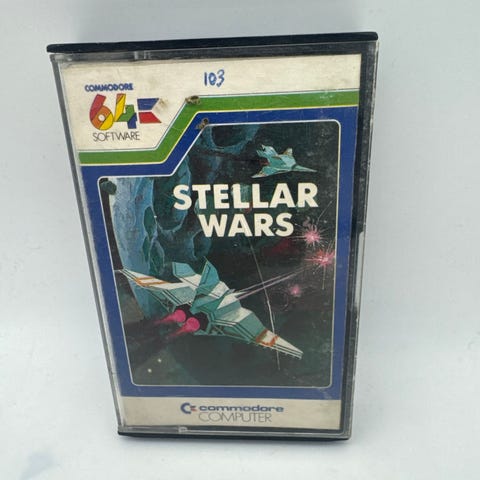 COMMODORE
64
SOFTWARE
103
STELLAR
WARS
commodore
COMPUTER